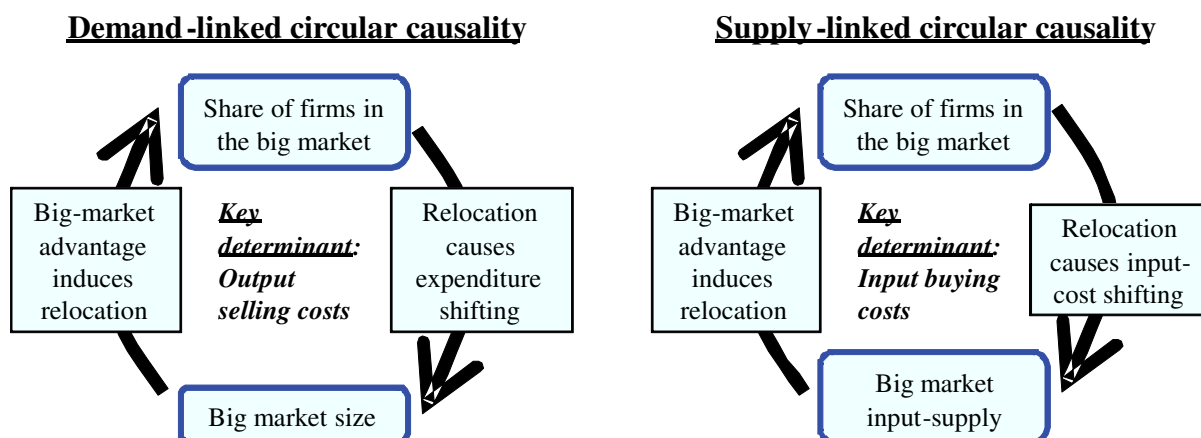 Demand-linked circular causality
Share of firms in
the big market
Big-market
advantage
induces
relocation
Key
determinant:
Output
selling costs
Relocation
causes
expenditure
shifting
Big market size
Supply-linked circular causality
Share of firms in
the big market
Big-market
advantage
induces
relocation
Key
determinant:
Input buying
costs
Relocation
causes input-
cost shifting
Big market
input-supply